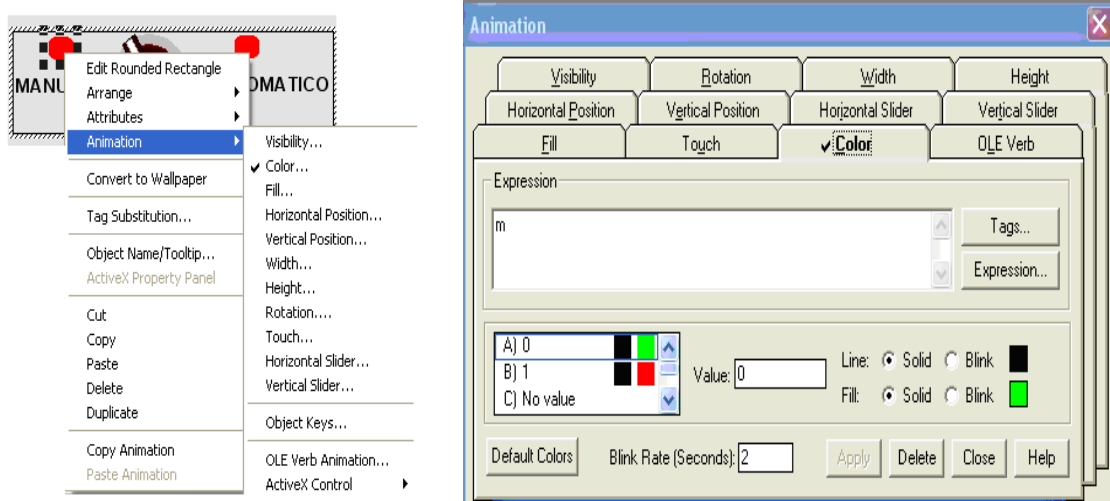 MANU
OMATICO
Edit Rounded Rectangle
Arrange
Attributes
Animation
Convert to Wallpaper
Tag Substitution...
Object Name/Tooltip...
ActiveX Property Panel
Cut
Copy
Paste
Delete
Duplicate
Copy Animation
Paste Animation
Visibility...
Color...
Fill...
Horizontal Position...
Vertical Position...
Width...
Height...
Rotation....
Touch...
Horizontal Slider...
Vertical Slider...
Object Keys...
OLE Verb Animation...
ActiveX Control
Animation
Visibility Rotation Width Height
Horizontal Position Vertical Position Horizontal Slider Vertical Slider
Fill Touch Color OLE Verb
Expression
m
Tags...
Expression...
A) 0
B) 1
C) No value
Value: 0
Line: Solid Blink
Fill: Solid Blink
Default Colors Blink Rate (Seconds): 2 Apply Delete Close Help